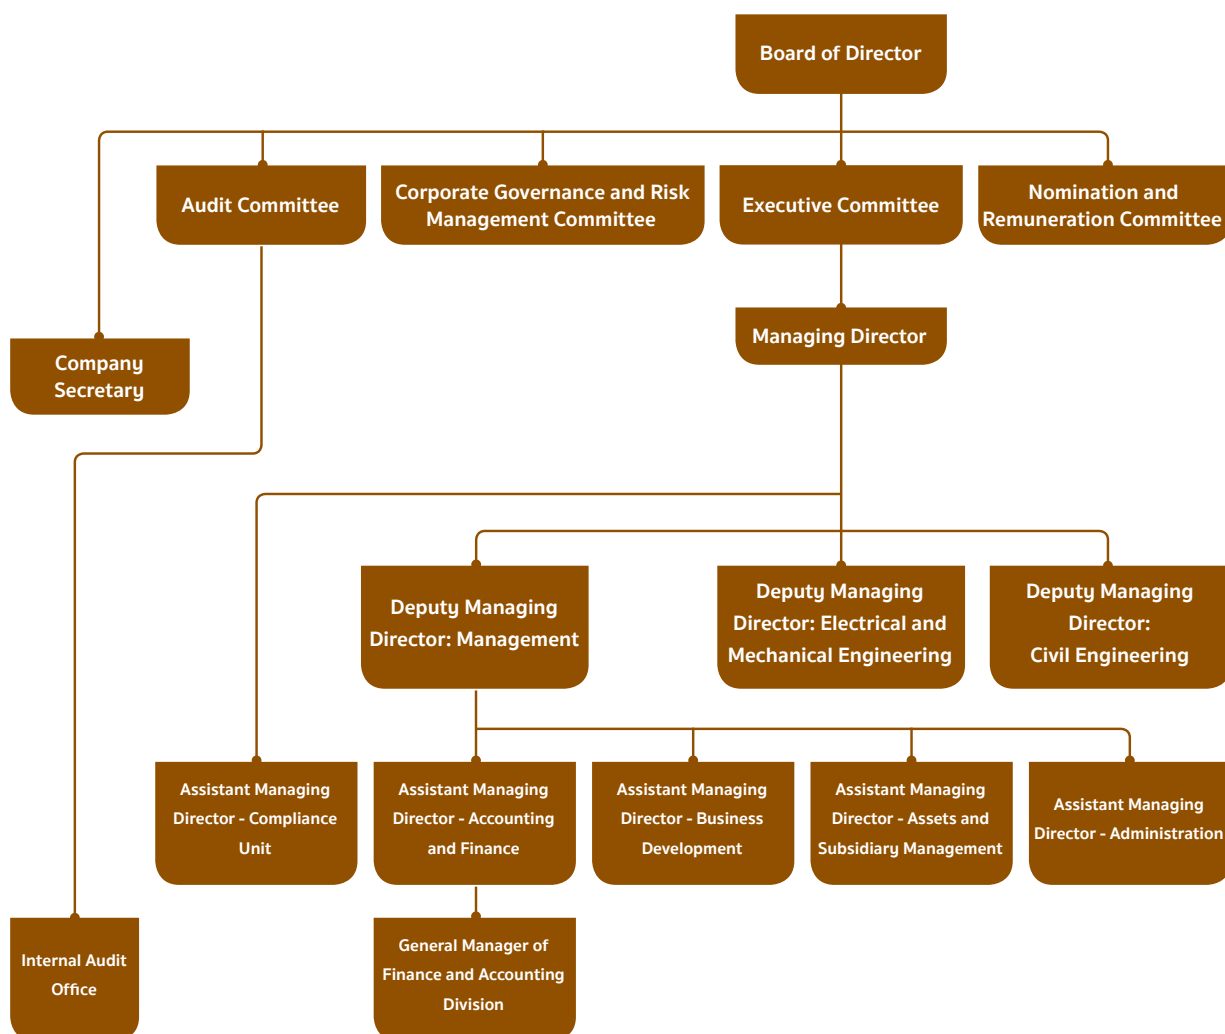 Board of Director
Audit Committee
Corporate Governance and Risk
Management Committee
Executive Committee
Nomination and
Remuneration Committee
Managing Director
Company
Secretary
Deputy Managing
Director: Management
Deputy Managing
Director: Electrical and
Mechanical Engineering
Deputy Managing
Director:
Civil Engineering
Assistant Managing
Director - Compliance
Unit
Assistant Managing
Director - Accounting
and Finance
Assistant Managing
Director - Business
Development
Assistant Managing
Director - Assets and
Subsidiary Management
Assistant Managing
Director - Administration
Internal Audit
Office
General Manager of
Finance and Accounting
Division